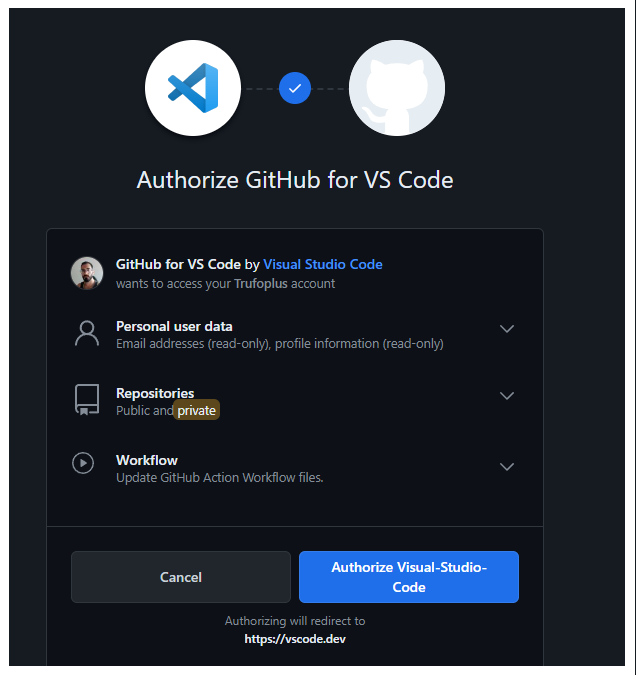 Authorize GitHub for VS Code
GitHub for VS Code by Visual Studio Code
wants to access your Trufoplus account
Personal user data
Email addresses (read-only), profile information (read-only)
Repositories
Public and private
Workflow
Update GitHub Action Workflow files.
Cancel
Authorize Visual-Studio-
Code
Authorizing will redirect to
https://vscode.dev